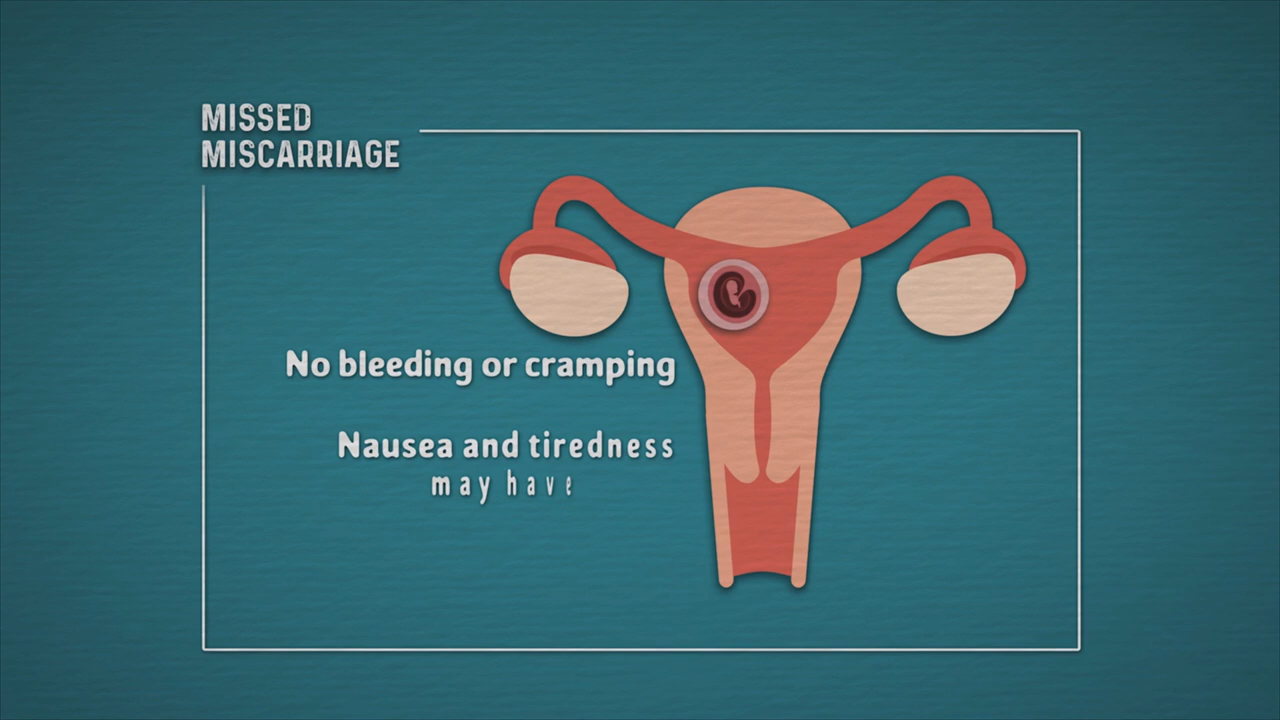 MISSED
MISCARRIAGE
No bleeding or cramping
Nausea and tiredness
may have